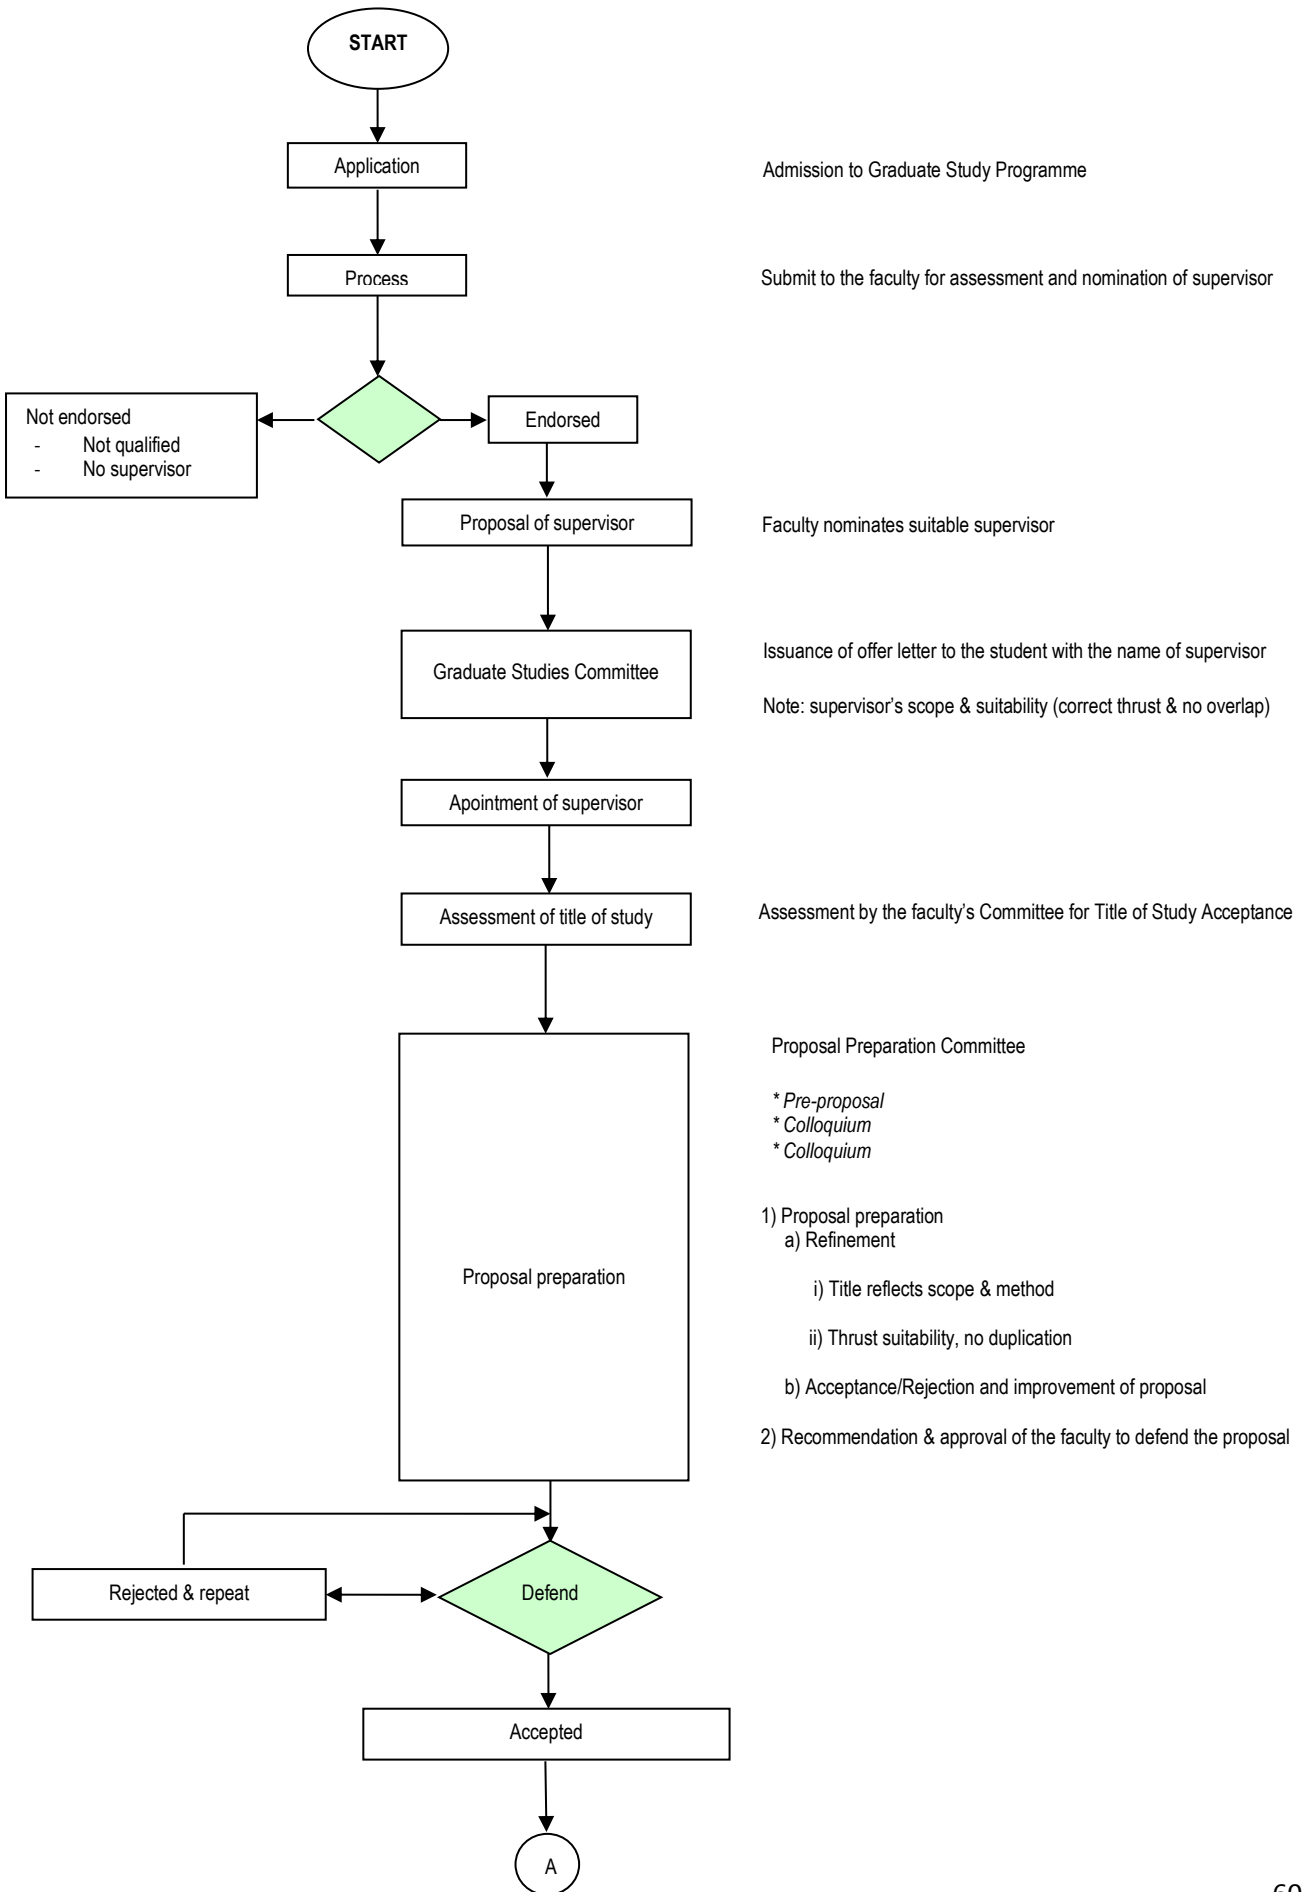 START
Application
Admission to Graduate Study Programme
Process
Submit to the faculty for assessment and nomination of supervisor
Not endorsed
- Not qualified
- No supervisor
Endorsed
Proposal of supervisor
Faculty nominates suitable supervisor
Graduate Studies Committee
Issuance of offer letter to the student with the name of supervisor
Note: supervisor’s scope & suitability (correct thrust & no overlap)
Apointment of supervisor
Assessment of title of study
Assessment by the faculty’s Committee for Title of Study Acceptance
Proposal preparation
Proposal Preparation Committee
* Pre-proposal
* Colloquium
* Colloquium
1) Proposal preparation
a) Refinement
i) Title reflects scope & method
ii) Thrust suitability, no duplication
b) Acceptance/Rejection and improvement of proposal
2) Recommendation & approval of the faculty to defend the proposal
Rejected & repeat
Defend
Accepted
A